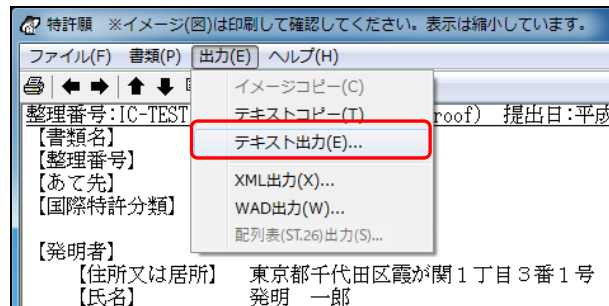 特許願 ※イメージ(図)は印刷して確認してください。表示は縮小しています。
ファイル(F) 書類(P) 出力(E) ヘルプ(H)
イメージコピー(C)
整理番号:IC-TEST テキストコピー(T) roof) 提出日:平成
【書類名】 テキスト出力(E)...
【整理番号】
【あて先】 XML出力(X)...
【国際特許分類】 WAD出力(W)...
配列表(ST.26)出力(S)...
【発明者】
【住所又は居所】 東京都千代田区霞が関1丁目3番1号
【氏名】 発明 一郎